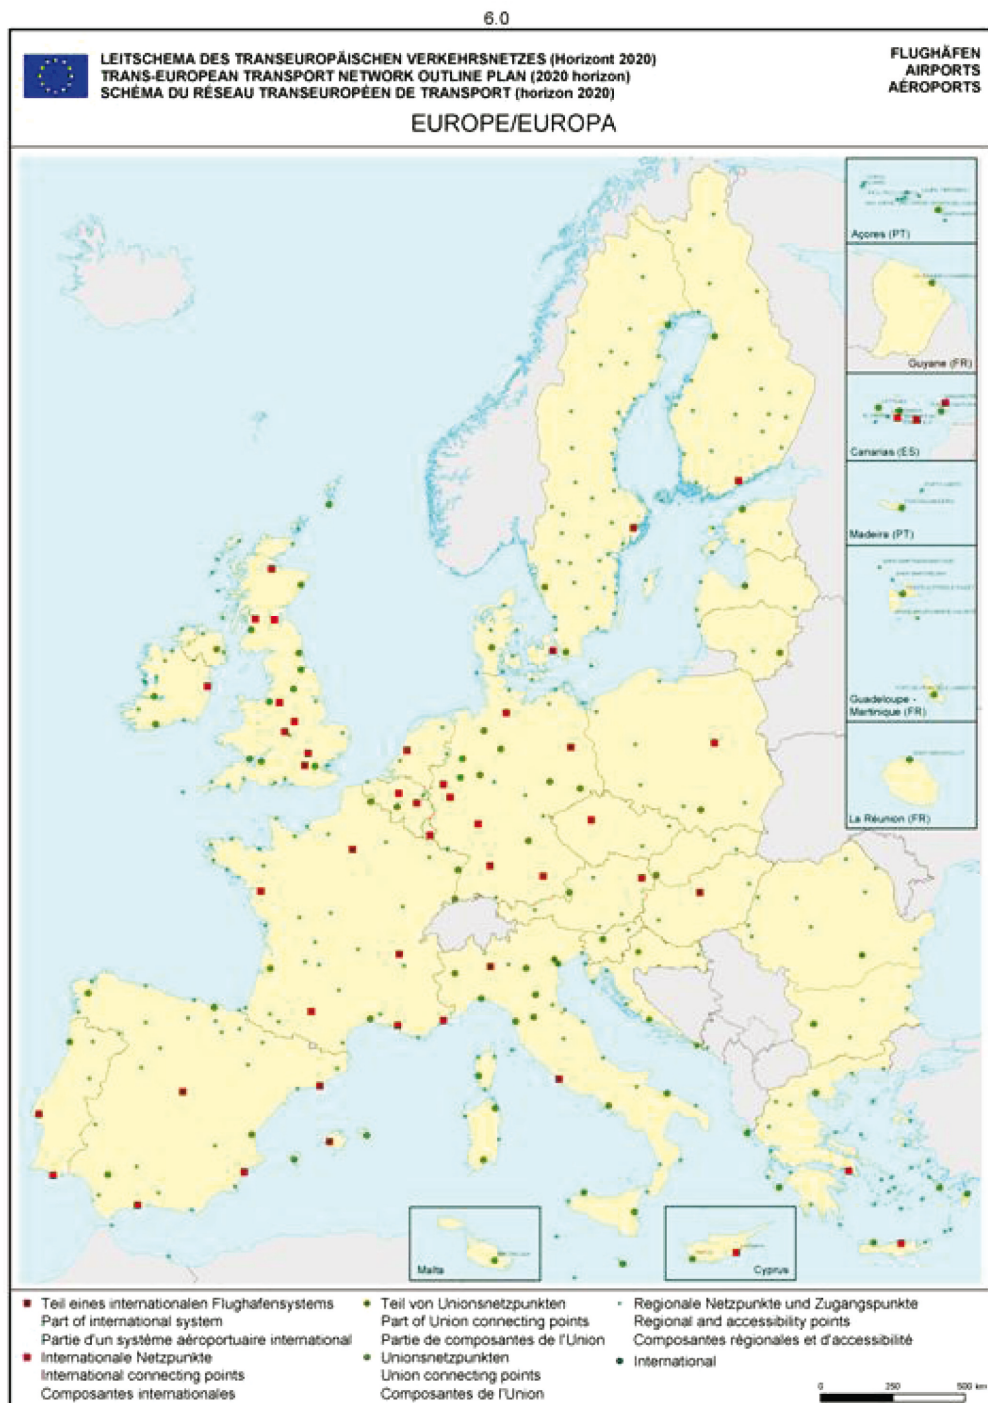 6.0
LEITSCHEMA DES TRANSEUROPÄISCHEN VERKEHRSNETZES (Horizont 2020)
TRANS-EUROPEAN TRANSPORT NETWORK OUTLINE PLAN (2020 horizon)
SCHÉMA DU RÉSEAU TRANSEUROPÉEN DE TRANSPORT (horizon 2020)
FLUGHÄFEN
AIRPORTS
AÉROPORTS
EUROPE/EUROPA
Açores (PT)
Guyane (FR)
Canarias (ES)
Madeira (PT)
Guadeloupe -
Martinique (FR)
La Réunion (FR)
Malta
Cyprus
Teil eines internationalen Flughafensystems
Part of international system
Partie d'un système aéroportuaire international
Internationale Netzpunkte
International connecting points
Composantes internationales
Teil von Unionsnetzpunkten
Part of Union connecting points
Partie de composantes de l'Union
Unionsnetzpunkten
Union connecting points
Composantes de l'Union
Regionale Netzpunkte und Zugangspunkte
Regional and accessibility points
Composantes régionales et d'accessibilité
International
0 250 500 km